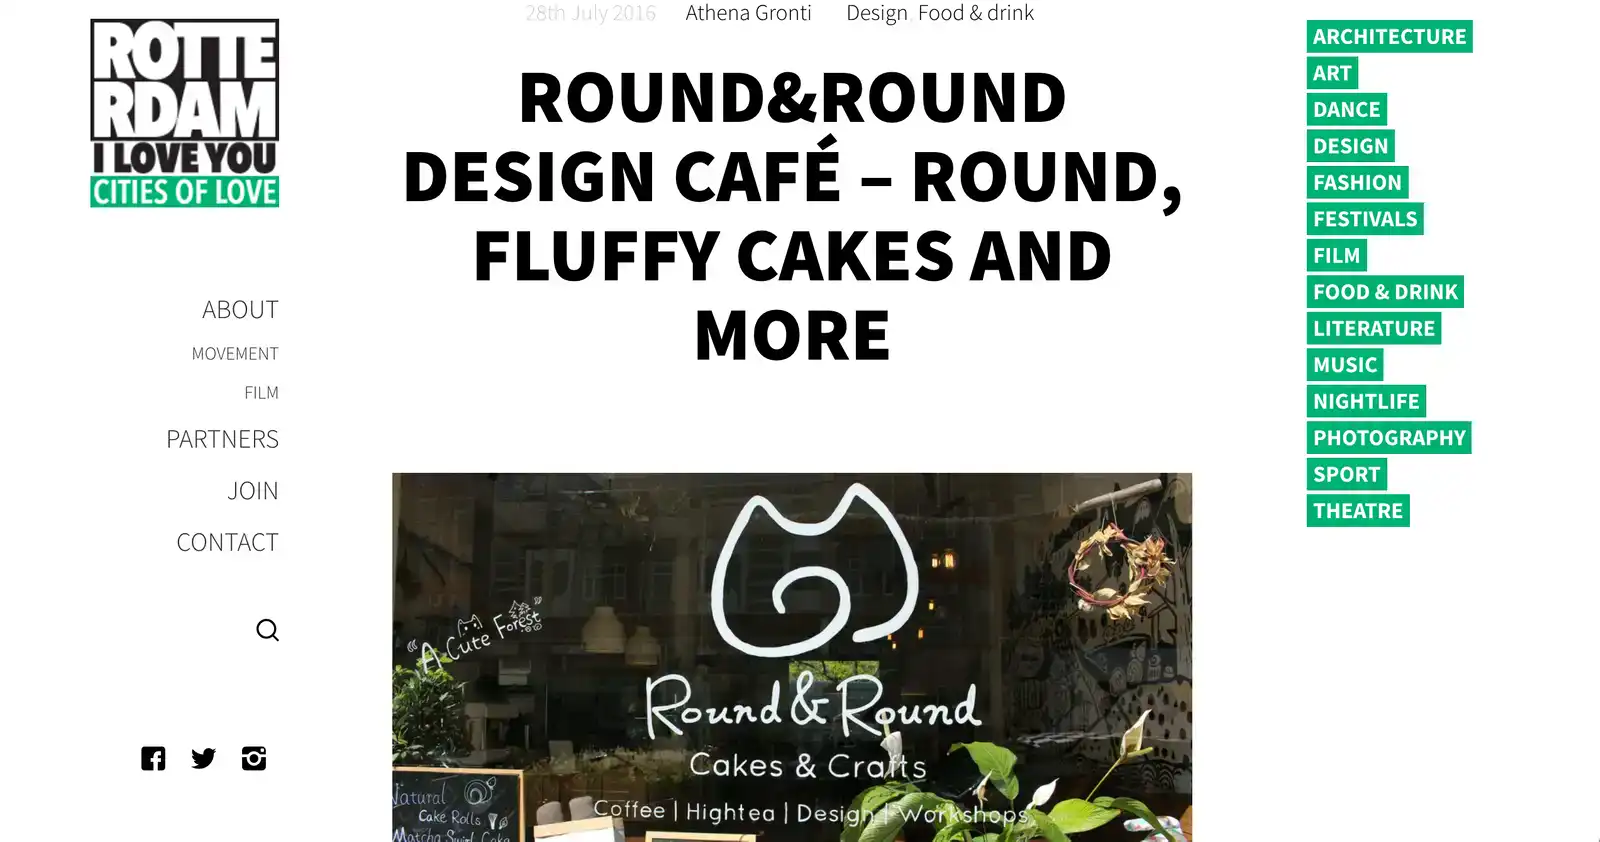 ROTTE
RDAM
I LOVE YOU
CITIES OF LOVE
ABOUT
MOVEMENT
FILM
PARTNERS
JOIN
CONTACT
28th July 2016 Athena Gronti Design, Food & drink
ROUND&ROUND
DESIGN CAFÉ – ROUND,
FLUFFY CAKES AND
MORE
"A Cute Forest"
Round & Round
Cakes & Crafts
Coffee | Hightea | Design | Workshops
Natural
Cake Rolls
Matcha Swirl Cake
ARCHITECTURE
ART
DANCE
DESIGN
FASHION
FESTIVALS
FILM
FOOD & DRINK
LITERATURE
MUSIC
NIGHTLIFE
PHOTOGRAPHY
SPORT
THEATRE